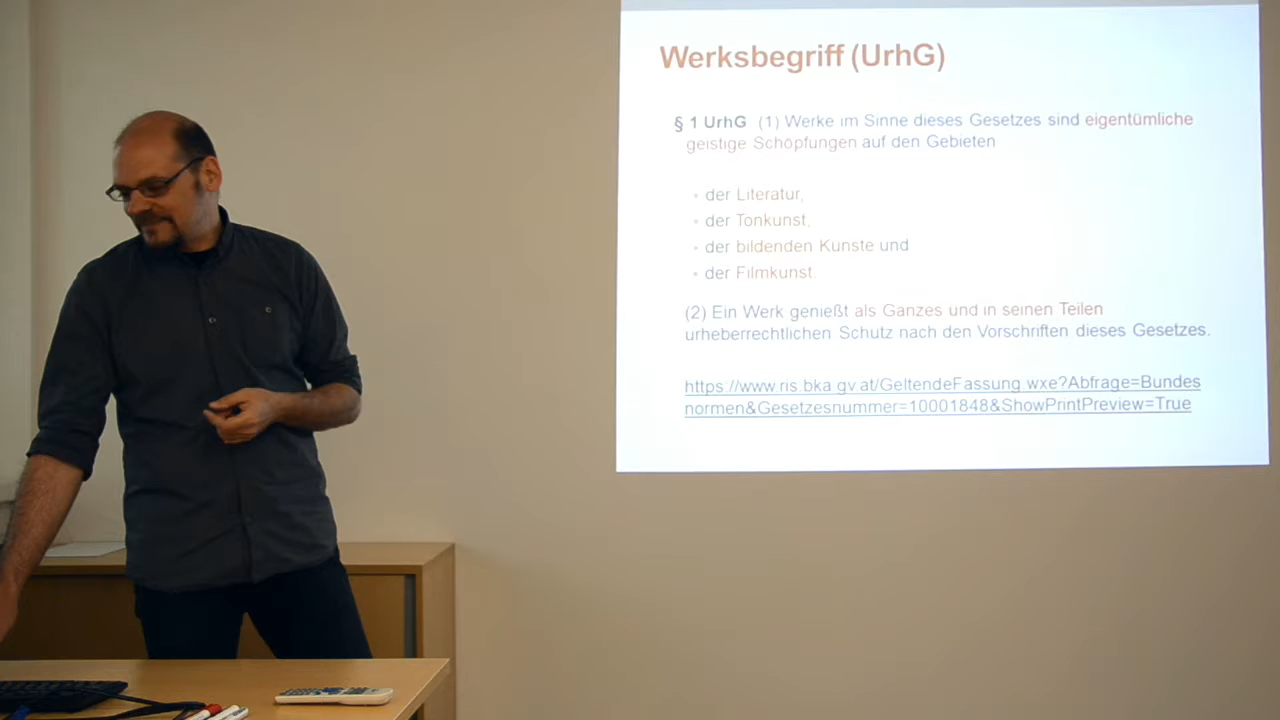 Werksbegriff (UrhG)
§ 1 UrhG (1) Werke im Sinne dieses Gesetzes sind eigentümliche
geistige Schöpfungen auf den Gebieten
• der Literatur,
• der Tonkunst,
• der bildenden Künste und
• der Filmkunst
(2) Ein Werk genießt als Ganzes und in seinen Teilen
urheberrechtlichen Schutz nach den Vorschriften dieses Gesetzes.
https://www.ris.bka.gv.at/GeltendeFassung.wxe?Abfrage=Bundes
normen&Gesetzesnummer=10001848&ShowPrintPreview=True